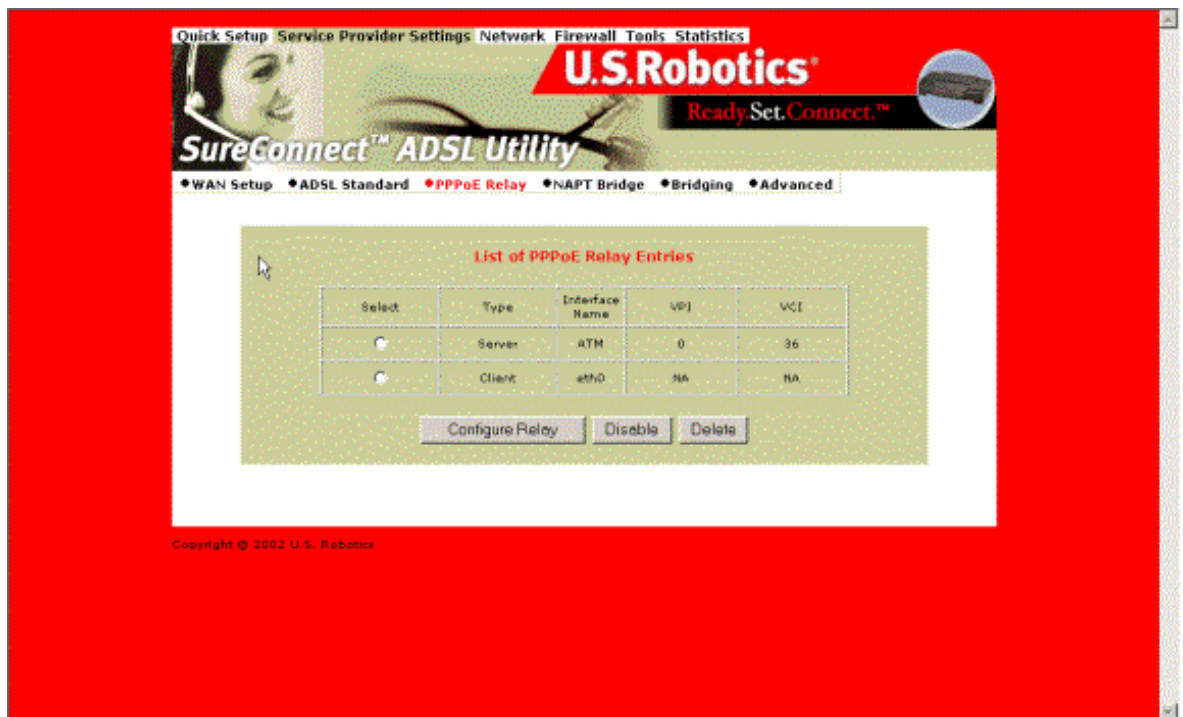 Quick Setup Service Provider Settings Network Firewall Tools Statistics
U.S.Robotics®
Ready.Set.Connect.™
SureConnect™ ADSL Utility
WAN Setup ADSL Standard PPPoE Relay NAPT Bridge Bridging Advanced
List of PPPoE Relay Entries
Select Type Interface Name VPI VCI
Server ATM 0 36
Client eth0 NA NA
Configure Relay Disable Delete
Copyright @ 2002 U.S. Robotics